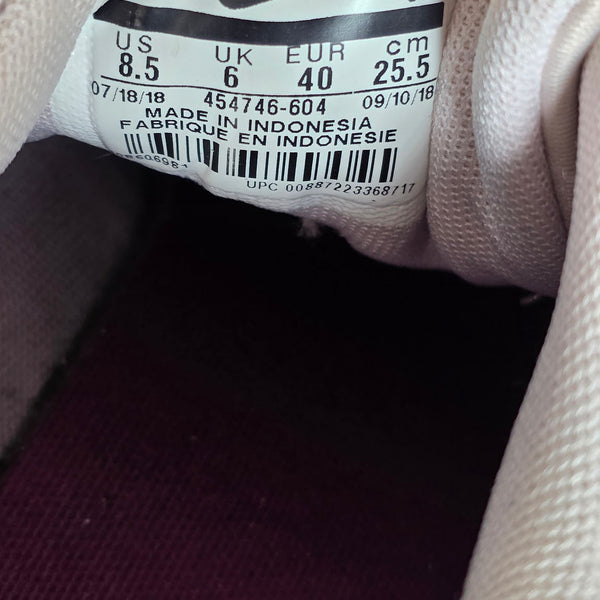 US UK EUR cm
8.5 6 40 25.5
07/18/18 454746-604 09/10/18
MADE IN INDONESIA
FABRIQUE EN INDONESIE
UPC 00887223368717